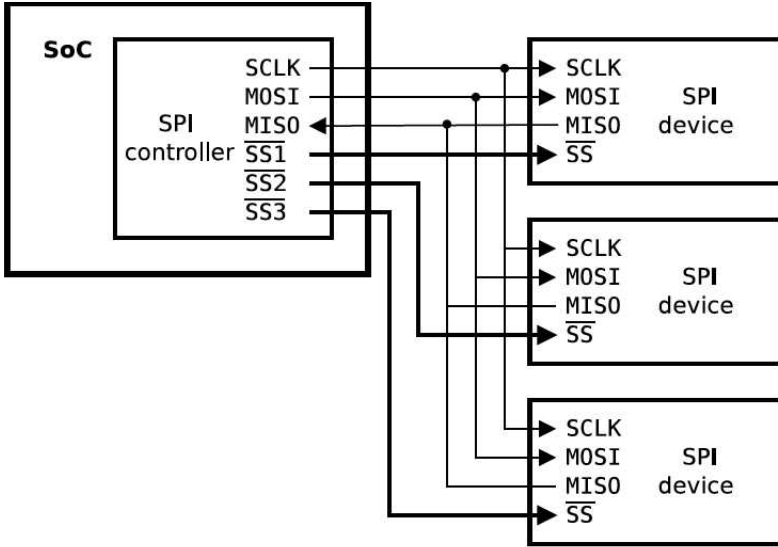 SoC
SPI
controller
SCLK
MOSI
MISO
SS1
SS2
SS3
SCLK
MOSI
MISO
SS
SPI
device
SCLK
MOSI
MISO
SS
SPI
device
SCLK
MOSI
MISO
SS
SPI
device